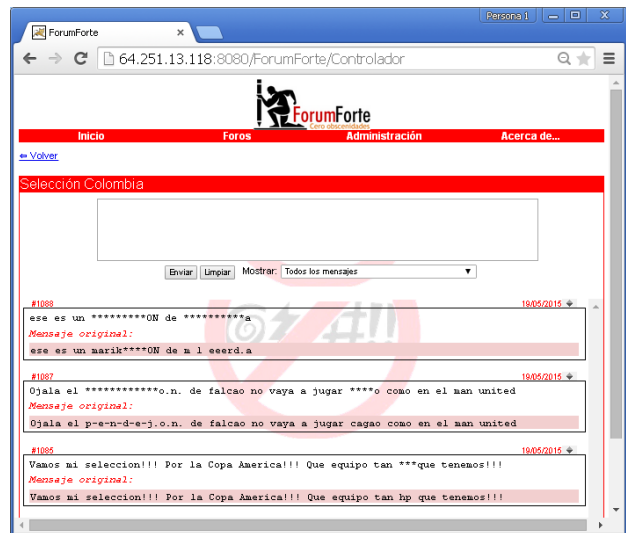 Persona 1
ForumForte
64.251.13.118:8080/ForumForte/Controlador
ForumForte
Cero obscenidades
Inicio Foros Administración Acerca de...
⇐ Volver
Selección Colombia
Enviar Limpiar Mostrar: Todos los mensajes
@ #!!
#1088 19/05/2015
ese es un *********ON de **********a
Mensaje original:
ese es un marik****ON de m l eeerd.a
#1087 19/05/2015
Ojala el ************o.n. de falcao no vaya a jugar ****o como en el man united
Mensaje original:
Ojala el p-e-n-d-e-j.o.n. de falcao no vaya a jugar cagao como en el man united
#1085 19/05/2015
Vamos mi seleccion!!! Por la Copa America!!! Que equipo tan ***que tenemos!!!
Mensaje original:
Vamos mi seleccion!!! Por la Copa America!!! Que equipo tan hp que tenemos!!!